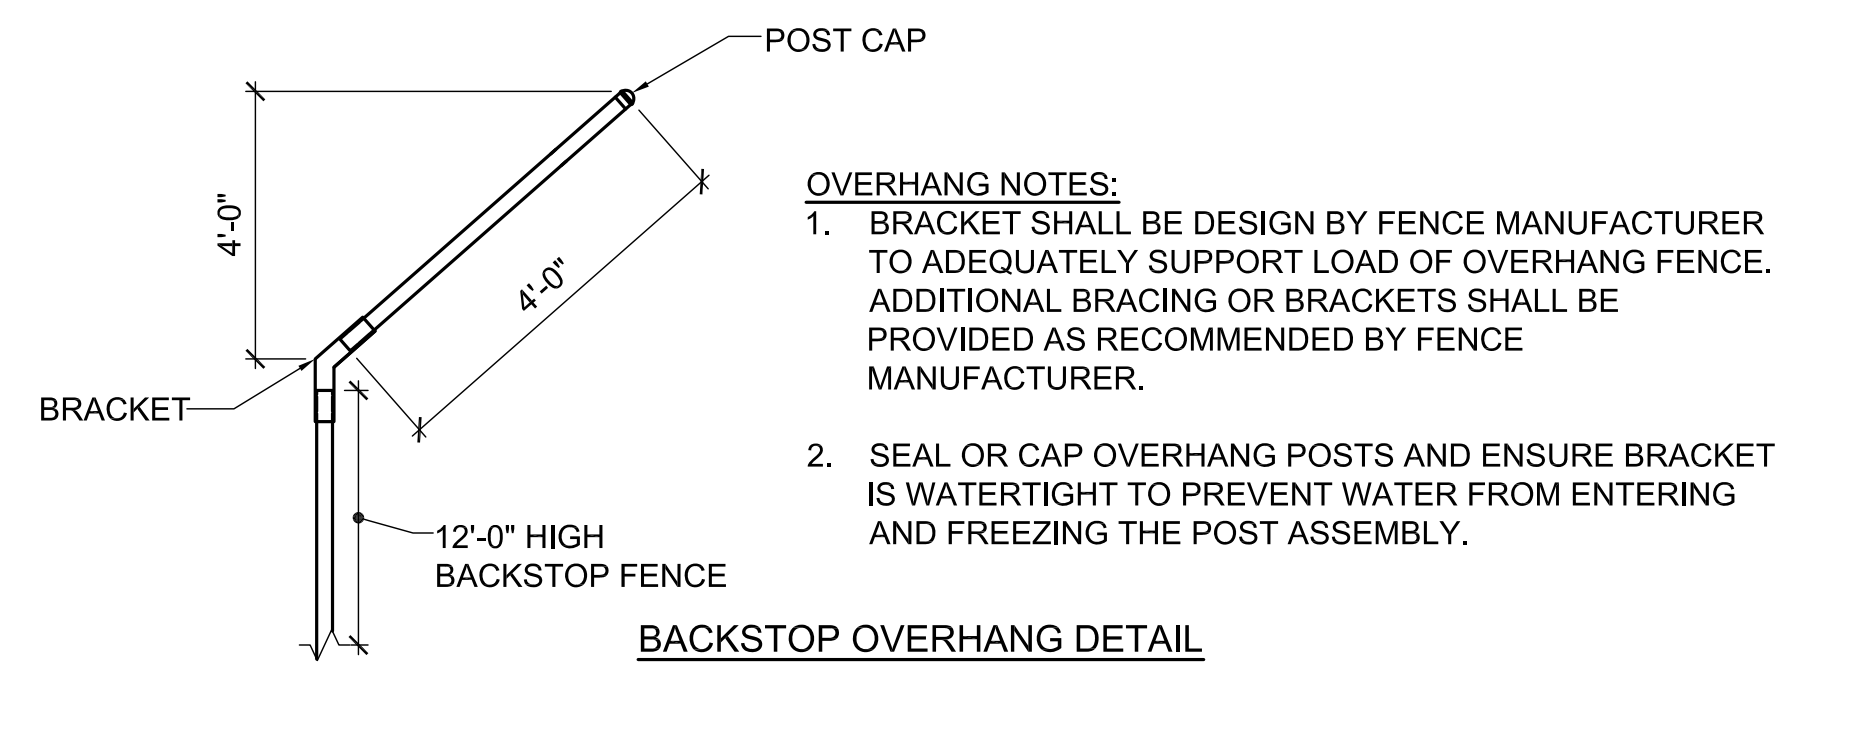 POST CAP
4'-0"
4'-0"
BRACKET
12'-0" HIGH
BACKSTOP FENCE
OVERHANG NOTES:
1. BRACKET SHALL BE DESIGN BY FENCE MANUFACTURER
TO ADEQUATELY SUPPORT LOAD OF OVERHANG FENCE.
ADDITIONAL BRACING OR BRACKETS SHALL BE
PROVIDED AS RECOMMENDED BY FENCE
MANUFACTURER.
2. SEAL OR CAP OVERHANG POSTS AND ENSURE BRACKET
IS WATERTIGHT TO PREVENT WATER FROM ENTERING
AND FREEZING THE POST ASSEMBLY.
BACKSTOP OVERHANG DETAIL